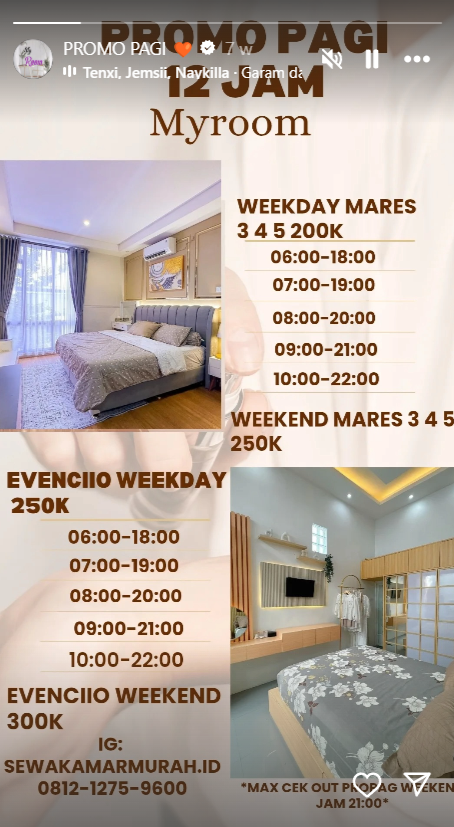 PROMO PAGI
12 JAM
PROMO PAGI 🧡 7 w
Tenxi, Jemsii, Naykilla · Garam da
Myroom
WEEKDAY MARES
3 4 5 200K
06:00-18:00
07:00-19:00
08:00-20:00
09:00-21:00
10:00-22:00
WEEKEND MARES 3 4 5
250K
EVENCIIO WEEKDAY
250K
06:00-18:00
07:00-19:00
08:00-20:00
09:00-21:00
10:00-22:00
EVENCIIO WEEKEND
300K
IG:
SEWAKAMARMURAH.ID
0812-1275-9600
*MAX CEK OUT PROPAG WEEKEN
JAM 21:00*